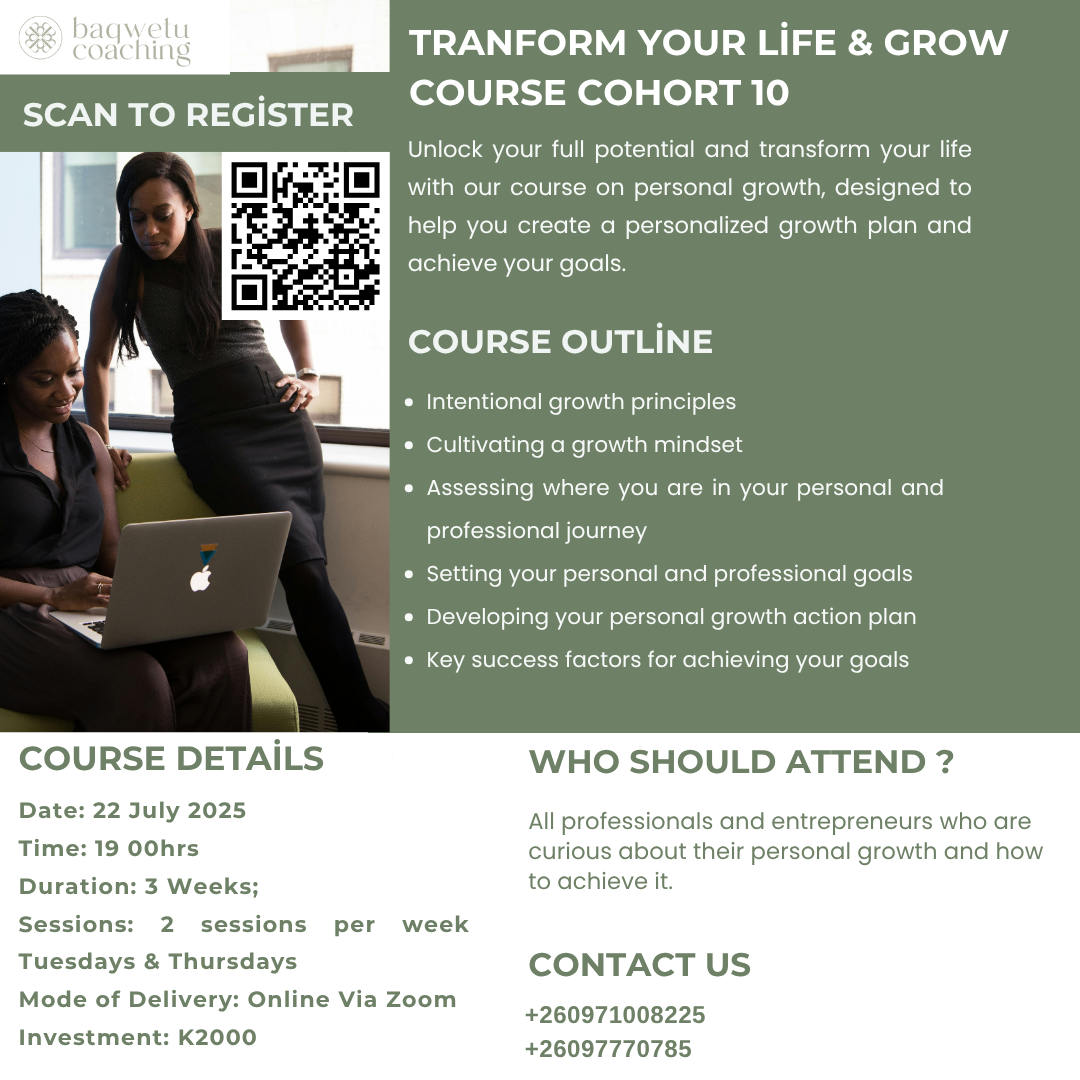 baqwetu
coaching
SCAN TO REGİSTER
TRANFORM YOUR LİFE & GROW
COURSE COHORT 10
Unlock your full potential and transform your life
with our course on personal growth, designed to
help you create a personalized growth plan and
achieve your goals.
COURSE OUTLİNE
• Intentional growth principles
• Cultivating a growth mindset
• Assessing where you are in your personal and
professional journey
• Setting your personal and professional goals
• Developing your personal growth action plan
• Key success factors for achieving your goals
COURSE DETAİLS
Date: 22 July 2025
Time: 19 00hrs
Duration: 3 Weeks;
Sessions: 2 sessions per week
Tuesdays & Thursdays
Mode of Delivery: Online Via Zoom
Investment: K2000
WHO SHOULD ATTEND ?
All professionals and entrepreneurs who are
curious about their personal growth and how
to achieve it.
CONTACT US
+260971008225
+26097770785